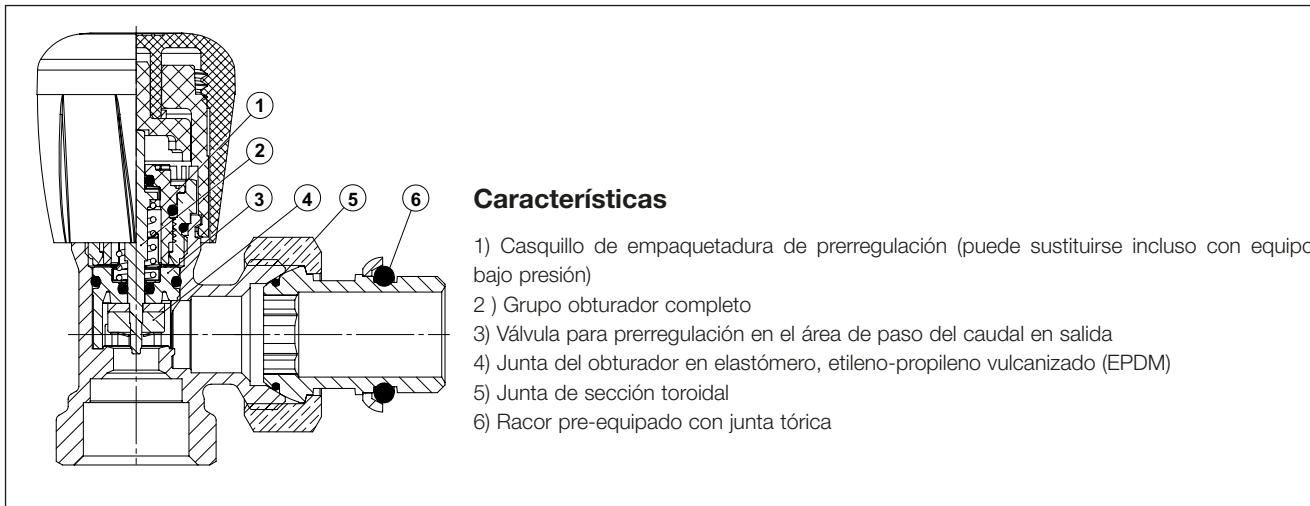 1
2
3
4
5
6
Características
1) Casquillo de empaquetadura de prerregulación (puede sustituirse incluso con equipo
bajo presión)
2 ) Grupo obturador completo
3) Válvula para prerregulación en el área de paso del caudal en salida
4) Junta del obturador en elastómero, etileno-propileno vulcanizado (EPDM)
5) Junta de sección toroidal
6) Racor pre-equipado con junta tórica